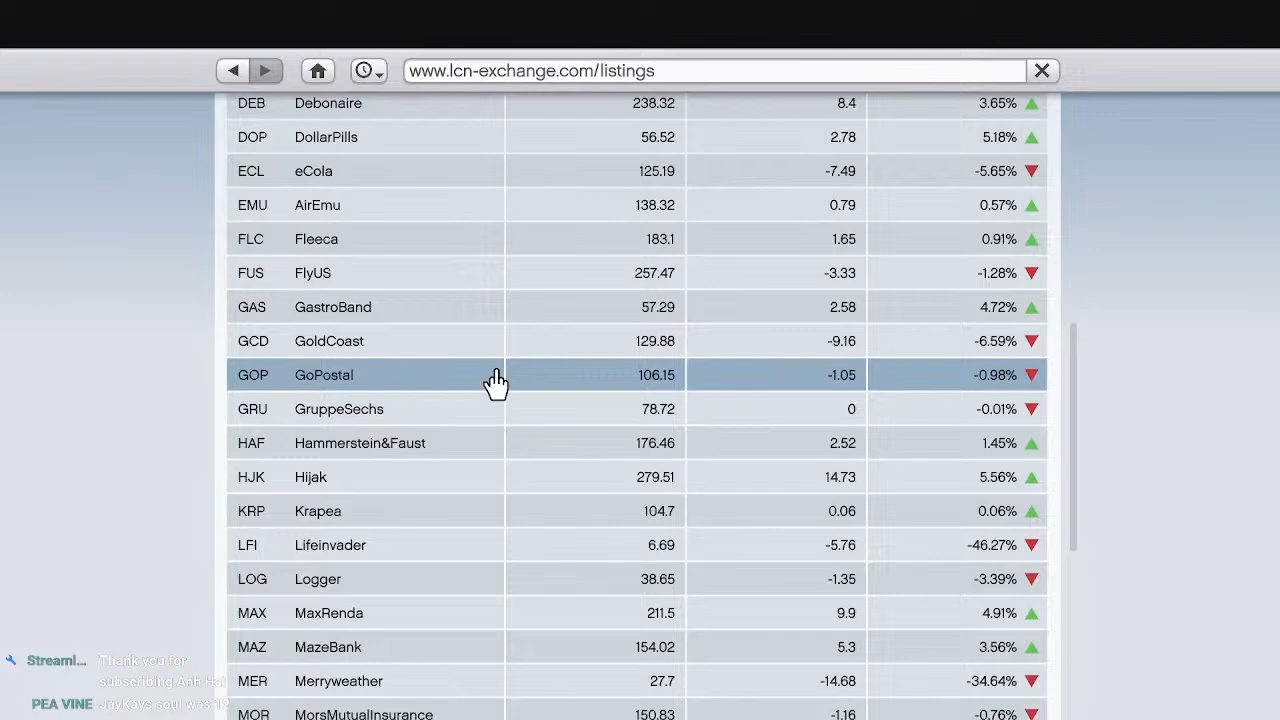 www.lcn-exchange.com/listings
DEB Debonaire 238.32 8.4 3.65%
DOP DollarPills 56.52 2.78 5.18%
ECL eCola 125.19 -7.49 -5.65%
EMU AirEmu 138.32 0.79 0.57%
FLC Fleeca 183.1 1.65 0.91%
FUS FlyUS 257.47 -3.33 -1.28%
GAS GastroBand 57.29 2.58 4.72%
GCD GoldCoast 129.88 -9.16 -6.59%
GOP GoPostal 106.15 -1.05 -0.98%
GRU GruppeSechs 78.72 0 -0.01%
HAF Hammerstein&Faust 176.46 2.52 1.45%
HJK Hijak 279.51 14.73 5.56%
KRP Krapea 104.7 0.06 0.06%
LFI Lifeinvader 6.69 -5.76 -46.27%
LOG Logger 38.65 -1.35 -3.39%
MAX MaxRenda 211.5 9.9 4.91%
MAZ MazeBank 154.02 5.3 3.56%
MER Merryweather 27.7 -14.68 -34.64%
MOR MorsMutualInsurance 150.83 -1.16 -0.76%
Streaml... Thank you for
subscribing Anh Hai
PEA VINE JayKays soul was 12